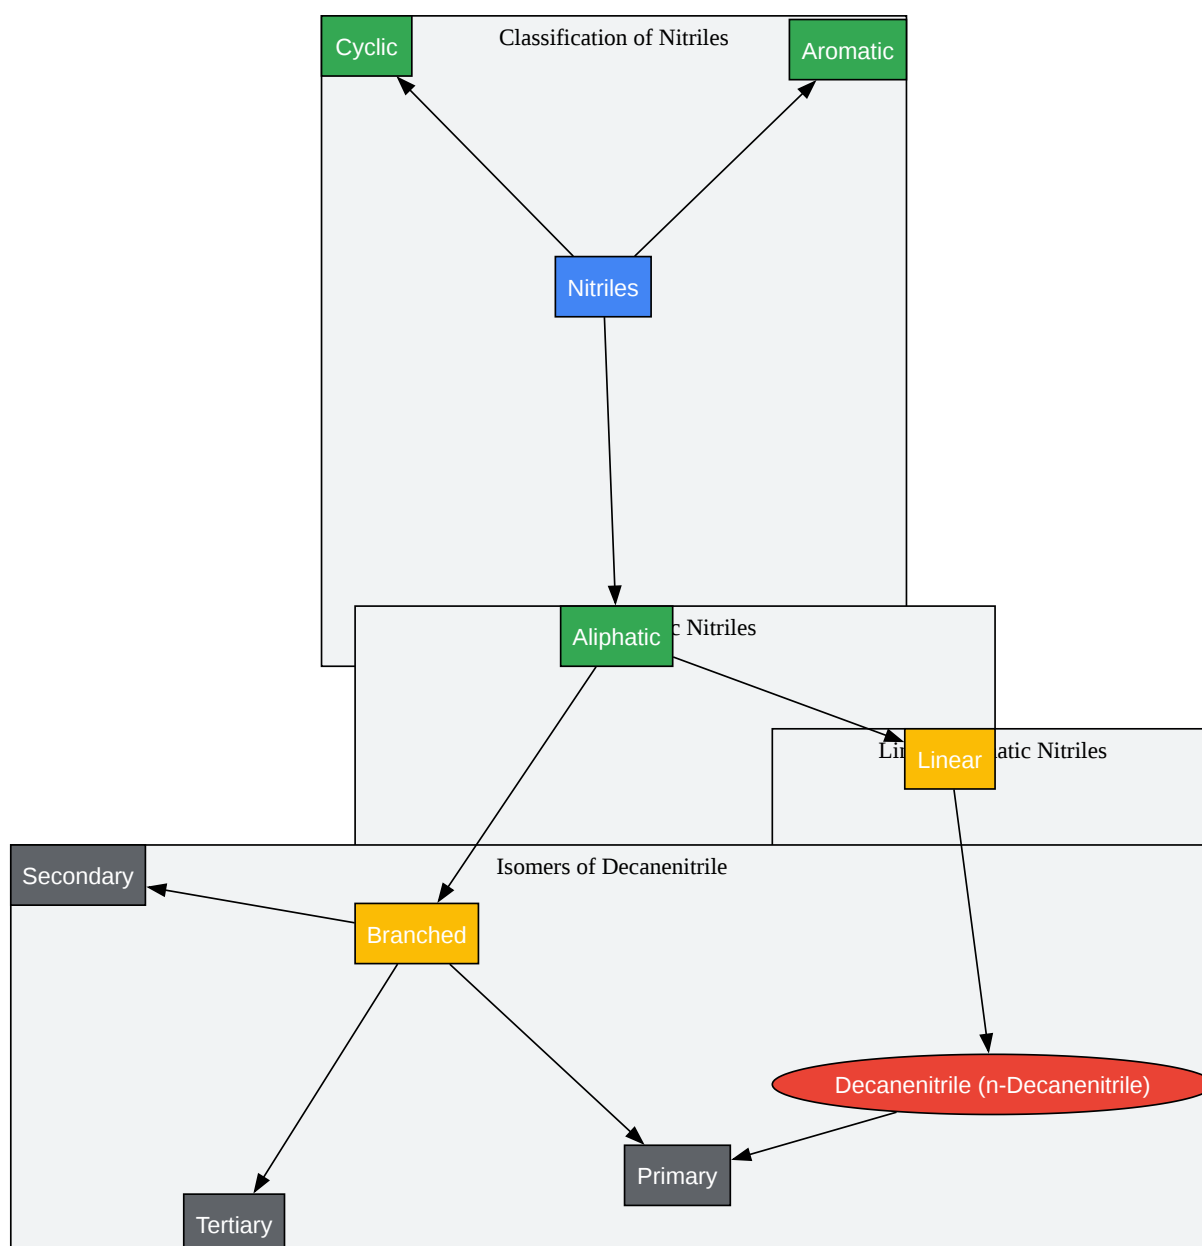 Cyclic
Classification of Nitriles
Aromatic
Nitriles
Aliphatic
Nitriles
Linear
Nitriles
Secondary
Isomers of Decanenitrile
Branched
Decanenitrile (n-Decanenitrile)
Primary
Tertiary